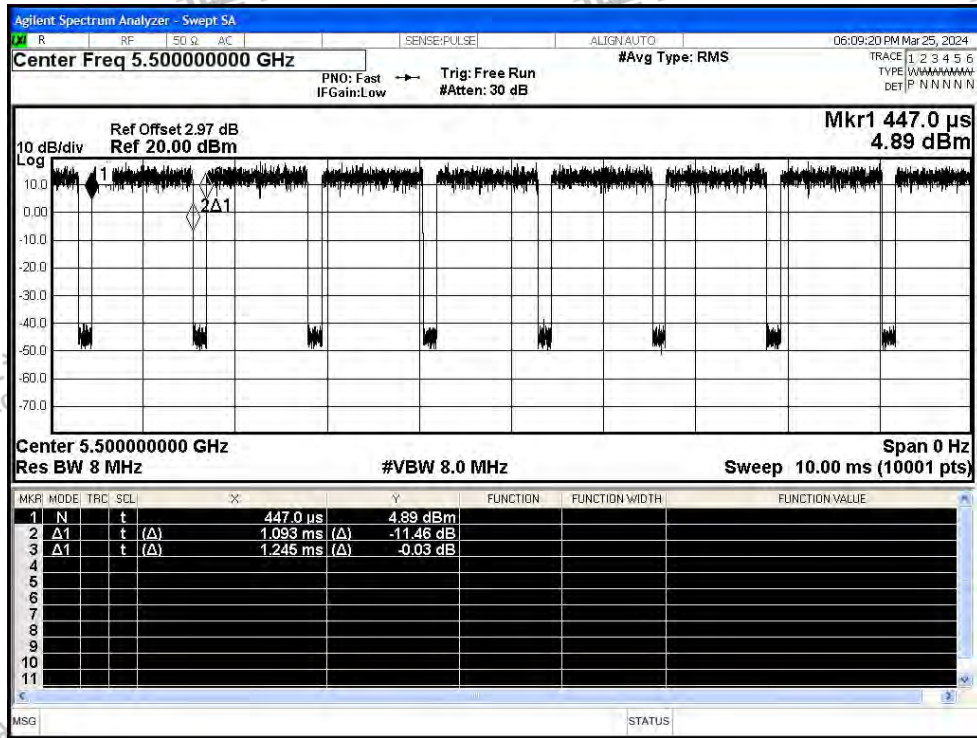 Agilent Spectrum Analyzer - Swept SA
LXI R RF 50 Ω AC SENSE:PULSE ALIGN AUTO 06:09:20 PM Mar 25, 2024
Center Freq 5.500000000 GHz #Avg Type: RMS TRACE 1 2 3 4 5 6
PNO: Fast Trig: Free Run TYPE WWWWWW
IFGain:Low #Atten: 30 dB DET P N N N N N
Mkr1 447.0 µs
4.89 dBm
Ref Offset 2.97 dB
10 dB/div Ref 20.00 dBm
Log
10.0
0.00
-10.0
-20.0
-30.0
-40.0
-50.0
-60.0
-70.0
1
2Δ1
Center 5.500000000 GHz Span 0 Hz
Res BW 8 MHz #VBW 8.0 MHz Sweep 10.00 ms (10001 pts)
MKR MODE TRC SCL X Y FUNCTION FUNCTION WIDTH FUNCTION VALUE
1 N t 447.0 µs 4.89 dBm
2 Δ1 t (Δ) 1.093 ms (Δ) -11.46 dB
3 Δ1 t (Δ) 1.245 ms (Δ) -0.03 dB
4
5
6
7
8
9
10
11
MSG STATUS